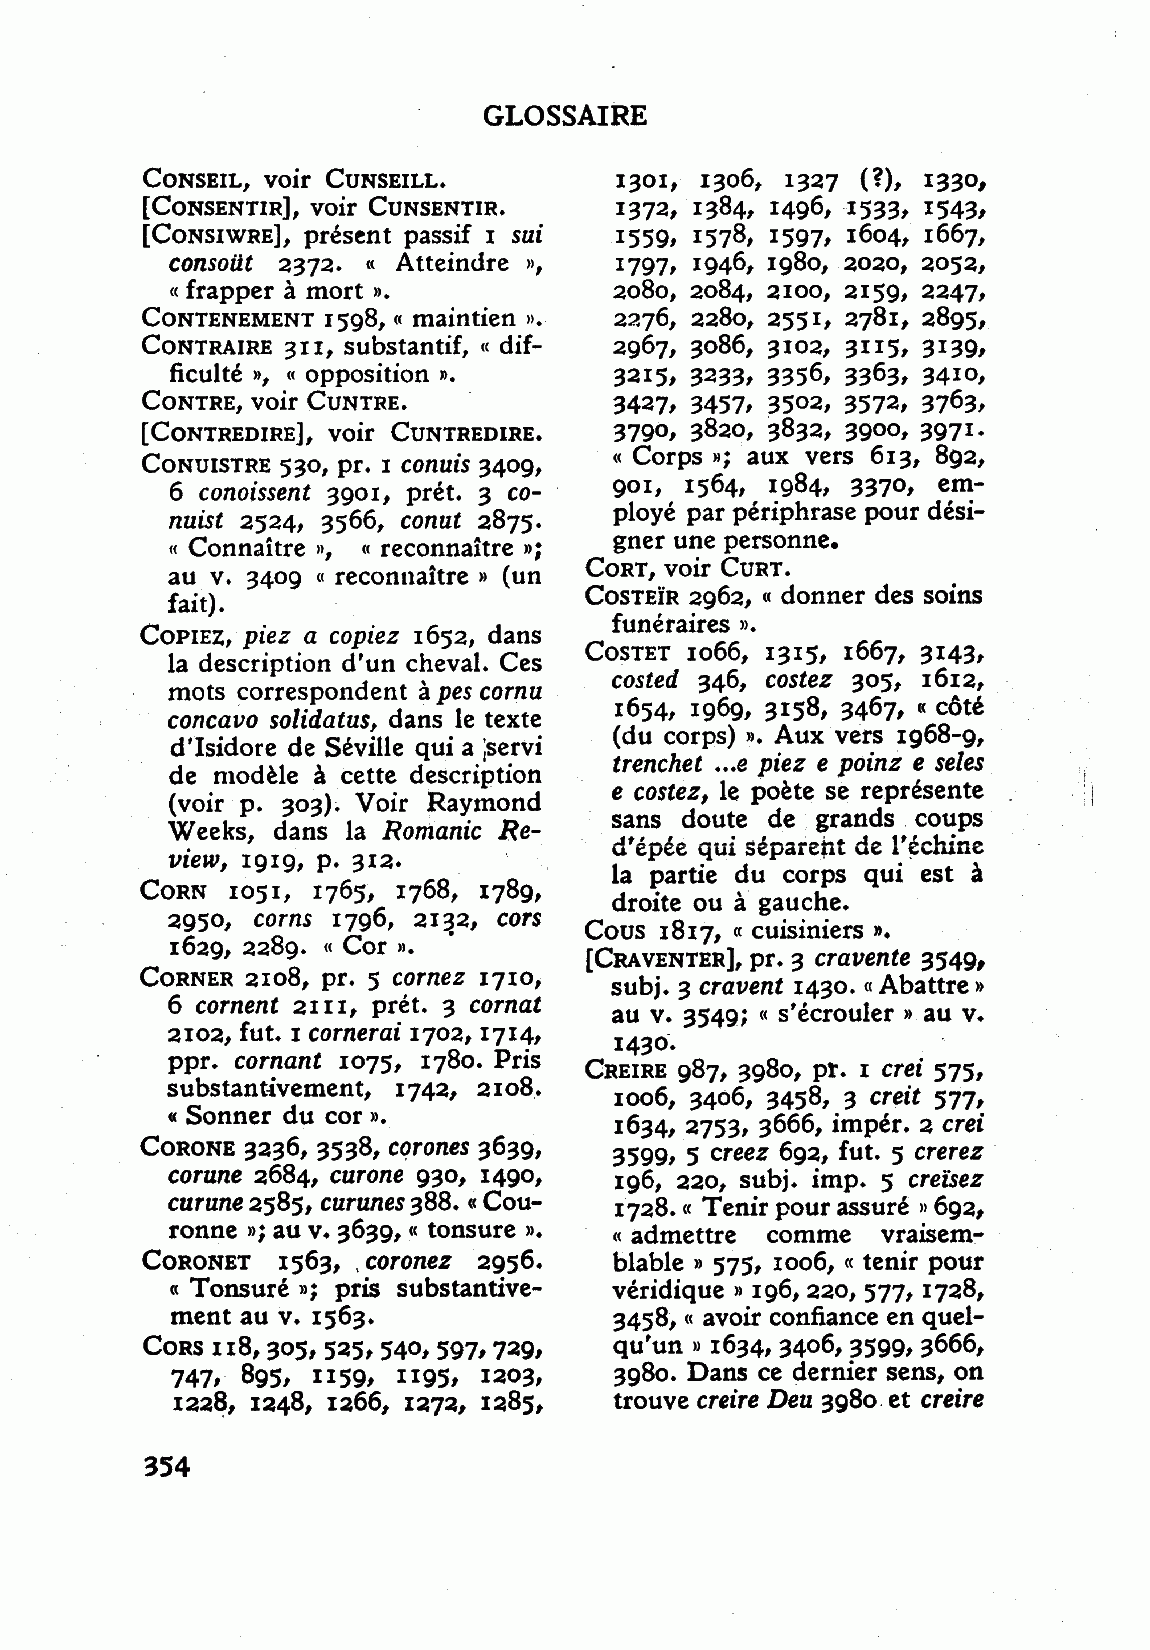 GLOSSAIRE
CONSEIL, voir CUNSEILL.
[CONSENTIR], voir CUNSENTIR.
[CONSIWRE], présent passif 1 sui
consoüt 2372. « Atteindre »,
« frapper à mort ».
CONTENEMENT 1598, « maintien ».
CONTRAIRE 311, substantif, « dif-
ficulté », « opposition ».
CONTRE, voir CUNTRE.
[CONTREDIRE], voir CUNTREDIRE.
CONUISTRE 530, pr. 1 conuis 3409,
6 conoissent 3901, prét. 3 co-
nuist 2524, 3566, conut 2875.
« Connaître », « reconnaître »;
au v. 3409 « reconnaître » (un
fait).
COPIEZ, piez a copiez 1652, dans
la description d'un cheval. Ces
mots correspondent à pes cornu
concavo solidatus, dans le texte
d'Isidore de Séville qui a servi
de modèle à cette description
(voir p. 303). Voir Raymond
Weeks, dans la Romanic Re-
view, 1919, p. 312.
CORN 1051, 1765, 1768, 1789,
2950, corns 1796, 2132, cors
1629, 2289. « Cor ».
CORNER 2108, pr. 5 cornez 1710,
6 cornent 2111, prét. 3 cornat
2102, fut. 1 cornerai 1702, 1714,
ppr. cornant 1075, 1780. Pris
substantivement, 1742, 2108.
« Sonner du cor ».
CORONE 3236, 3538, corones 3639,
corune 2684, curone 930, 1490,
curune 2585, curunes 388. « Cou-
ronne »; au v. 3639, « tonsure ».
CORONET 1563, coronez 2956.
« Tonsuré »; pris substantive-
ment au v. 1563.
CORS 118, 305, 525, 540, 597, 729,
747, 895, 1159, 1195, 1203,
1228, 1248, 1266, 1272, 1285,
1301, 1306, 1327 (?), 1330,
1372, 1384, 1496, 1533, 1543,
1559, 1578, 1597, 1604, 1667,
1797, 1946, 1980, 2020, 2052,
2080, 2084, 2100, 2159, 2247,
2276, 2280, 2551, 2781, 2895,
2967, 3086, 3102, 3115, 3139,
3215, 3233, 3356, 3363, 3410,
3427, 3457, 3502, 3572, 3763,
3790, 3820, 3832, 3900, 3971.
« Corps »; aux vers 613, 892,
901, 1564, 1984, 3370, em-
ployé par périphrase pour dési-
gner une personne.
CORT, voir CURT.
COSTEÏR 2962, « donner des soins
funéraires ».
COSTET 1066, 1315, 1667, 3143,
costed 346, costez 305, 1612,
1654, 1969, 3158, 3467, « côté
(du corps) ». Aux vers 1968-9,
trenchet ...e piez e poinz e seles
e costez, le poète se représente
sans doute de grands coups
d'épée qui séparent de l'échine
la partie du corps qui est à
droite ou à gauche.
COUS 1817, « cuisiniers ».
[CRAVENTER], pr. 3 cravente 3549,
subj. 3 cravent 1430. « Abattre »
au v. 3549; « s'écrouler » au v.
1430.
CREIRE 987, 3980, pr. 1 crei 575,
1006, 3406, 3458, 3 creit 577,
1634, 2753, 3666, impér. 2 crei
3599, 5 creez 692, fut. 5 crerez
196, 220, subj. imp. 5 creïsez
1728. « Tenir pour assuré » 692,
« admettre comme vraisem-
blable » 575, 1006, « tenir pour
véridique » 196, 220, 577, 1728,
3458, « avoir confiance en quel-
qu'un » 1634, 3406, 3599, 3666,
3980. Dans ce dernier sens, on
trouve creire Deu 3980 et creire
354